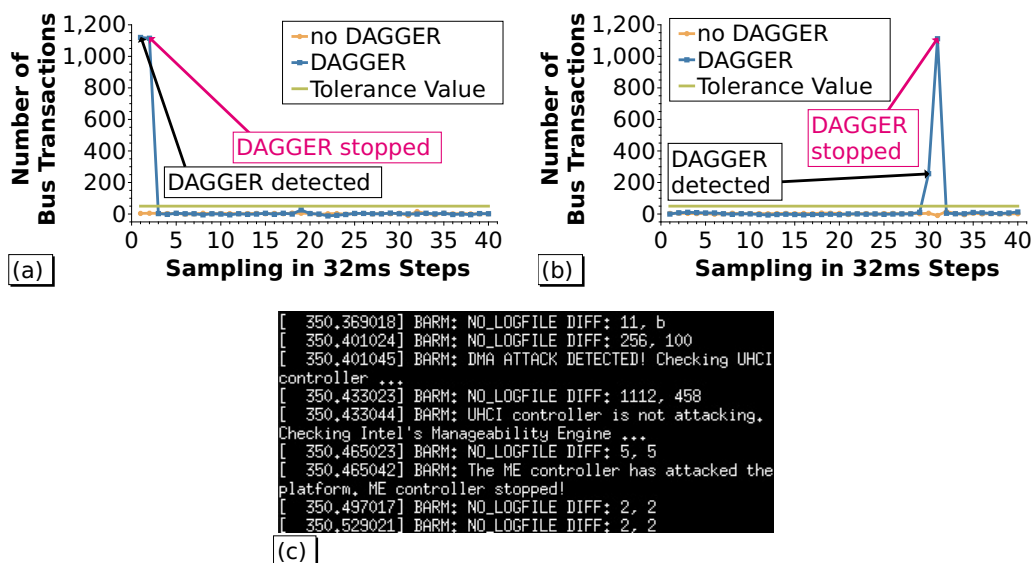 Number of
Bus Transactions
1,200
1,000
800
600
400
200
0
no DAGGER
DAGGER
Tolerance Value
DAGGER stopped
DAGGER detected
0 5 10 15 20 25 30 35 40
Sampling in 32ms Steps
(a)
Number of
Bus Transactions
1,200
1,000
800
600
400
200
0
no DAGGER
DAGGER
Tolerance Value
DAGGER
stopped
DAGGER
detected
0 5 10 15 20 25 30 35 40
Sampling in 32ms Steps
(b)
[ 350.369018] BARM: NO_LOGFILE DIFF: 11, b
[ 350.401024] BARM: NO_LOGFILE DIFF: 256, 100
[ 350.401045] BARM: DMA ATTACK DETECTED! Checking UHCI
controller ...
[ 350.433023] BARM: NO_LOGFILE DIFF: 1112, 458
[ 350.433044] BARM: UHCI controller is not attacking.
Checking Intel's Manageability Engine ...
[ 350.465023] BARM: NO_LOGFILE DIFF: 5, 5
[ 350.465042] BARM: The ME controller has attacked the
platform. ME controller stopped!
[ 350.497017] BARM: NO_LOGFILE DIFF: 2, 2
[ 350.529021] BARM: NO_LOGFILE DIFF: 2, 2
(c)